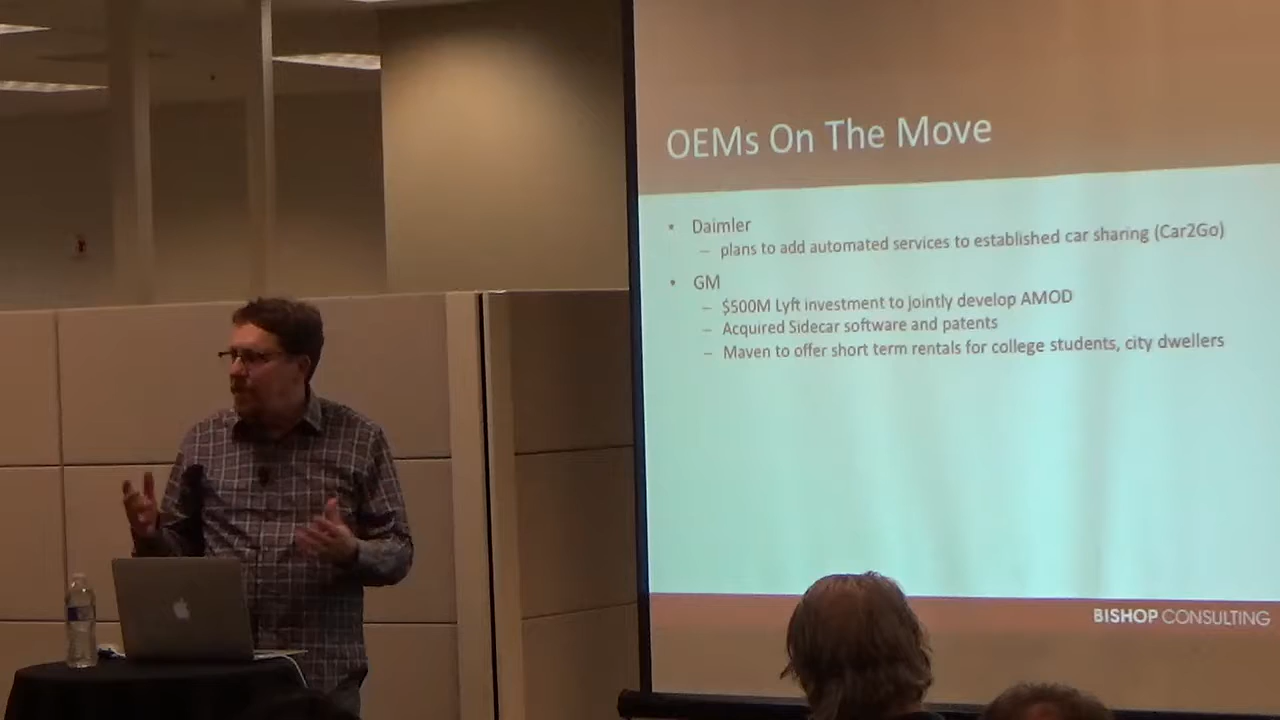 OEMs On The Move
• Daimler
– plans to add automated services to established car sharing (Car2Go)
• GM
– $500M Lyft investment to jointly develop AMOD
– Acquired Sidecar software and patents
– Maven to offer short term rentals for college students, city dwellers
BISHOP CONSULTING